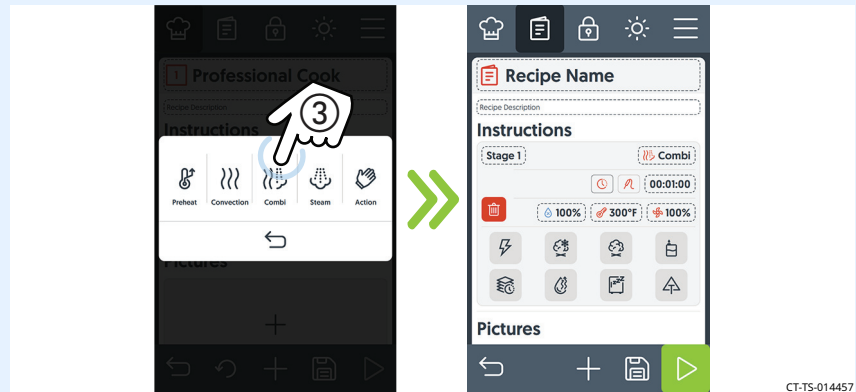 1 Professional Cook
Recipe Description
Instructions
3
Preheat Convection Combi Steam Action
Pictures
Recipe Name
Recipe Description
Instructions
Stage 1 Combi
00:01:00
100% 300°F 100%
Pictures
CT-TS-014457